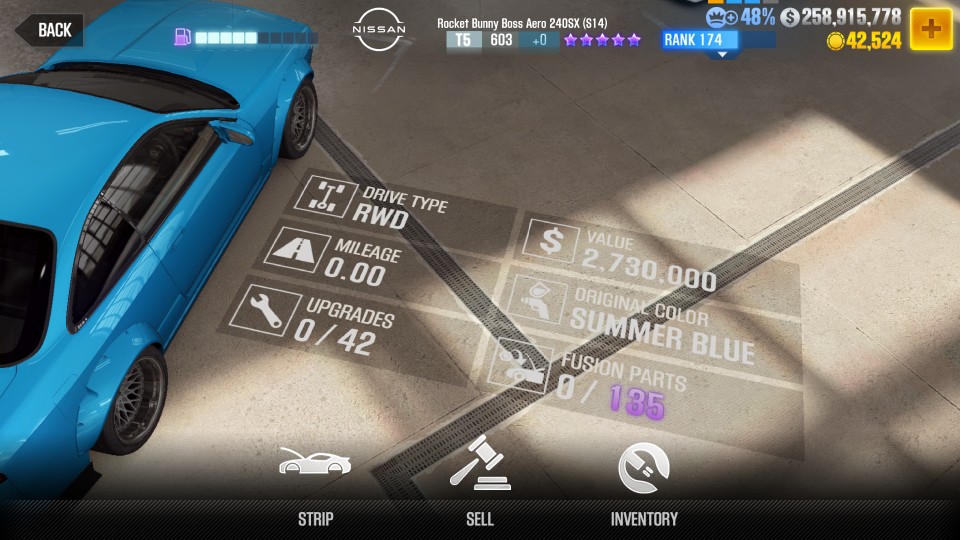 BACK
NISSAN
Rocket Bunny Boss Aero 240SX (S14)
T5 603 +0
RANK 174
48% $ 258,915,778
42,524
DRIVE TYPE
RWD
MILEAGE
0.00
UPGRADES
0 / 42
$ VALUE
2,730,000
ORIGINAL COLOR
SUMMER BLUE
FUSION PARTS
0 / 135
STRIP
SELL
INVENTORY